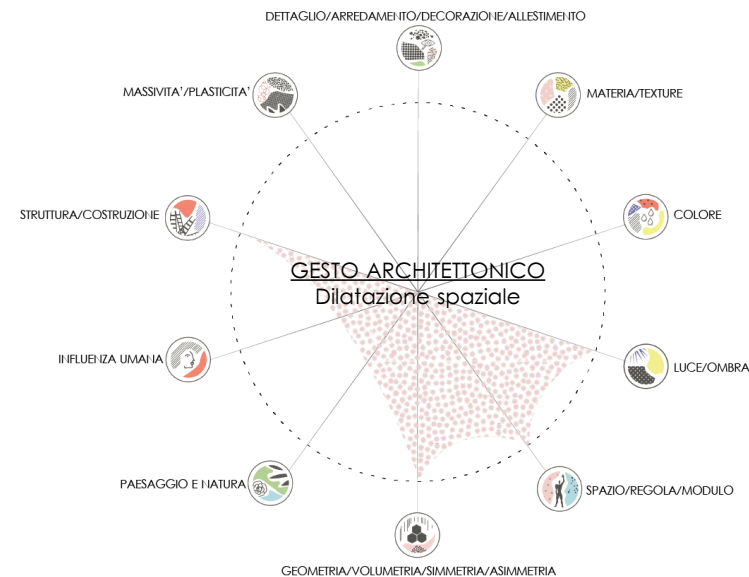 DETTAGLIO/ARREDAMENTO/DECORAZIONE/ALLESTIMENTO
MASSIVITA'/PLASTICITA'
MATERIA/TEXTURE
STRUTTURA/COSTRUZIONE
COLORE
GESTO ARCHITETTONICO
Dilatazione spaziale
INFLUENZA UMANA
LUCE/OMBRA
PAESAGGIO E NATURA
SPAZIO/REGOLA/MODULO
GEOMETRIA/VOLUMETRIA/SIMMETRIA/ASIMMETRIA